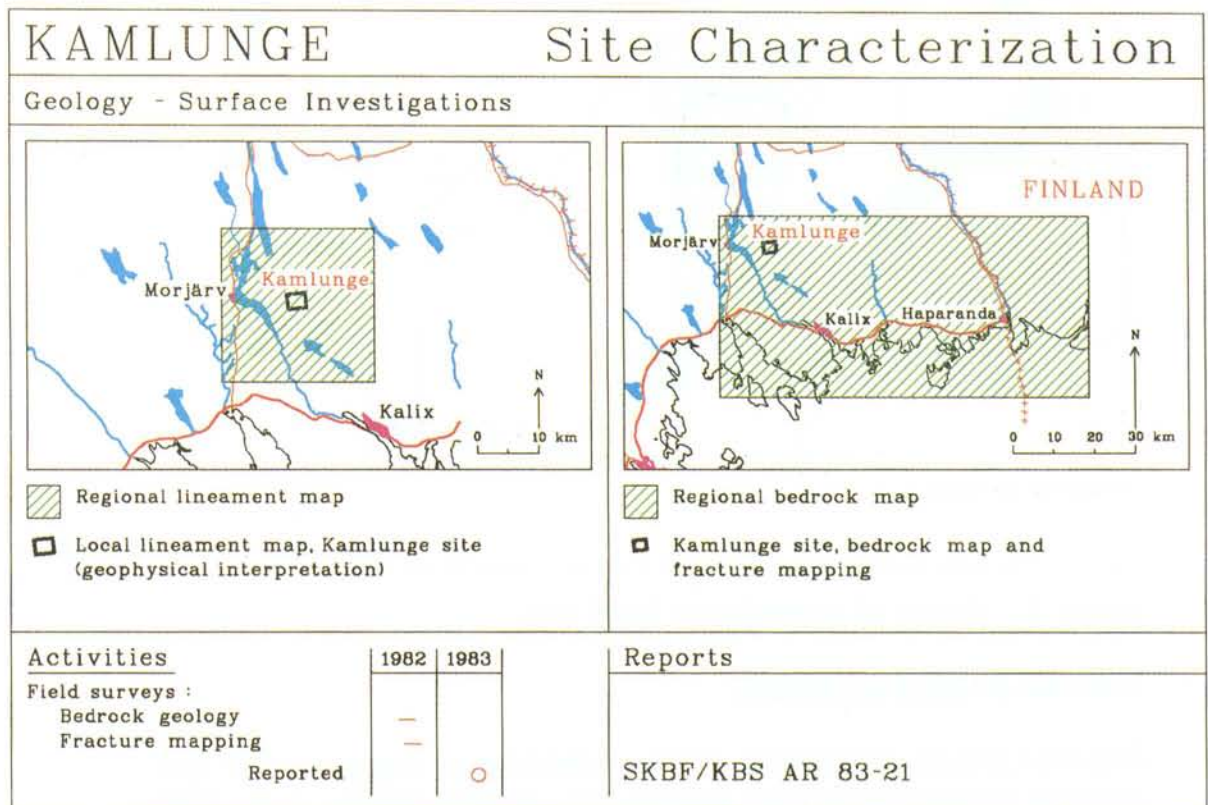 KAMLUNGE Site Characterization
Geology - Surface Investigations
Morjärv
Kamlunge
Kalix
N
0 10 km
Regional lineament map
Local lineament map, Kamlunge site
(geophysical interpretation)
FINLAND
Kamlunge
Morjärv
Kalix
Haparanda
N
0 10 20 30 km
Regional bedrock map
Kamlunge site, bedrock map and
fracture mapping
Activities 1982 1983
Field surveys :
Bedrock geology
Fracture mapping
Reported
Reports
SKBF/KBS AR 83-21